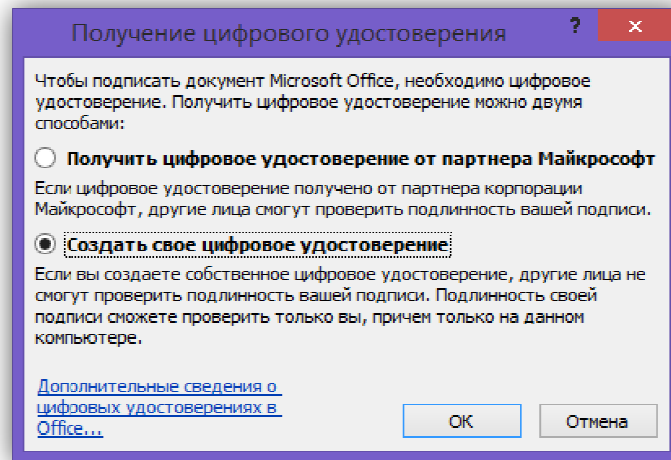 Получение цифрового удостоверения
? ×
Чтобы подписать документ Microsoft Office, необходимо цифровое
удостоверение. Получить цифровое удостоверение можно двумя
способами:
Получить цифровое удостоверение от партнера Майкрософт
Если цифровое удостоверение получено от партнера корпорации
Майкрософт, другие лица смогут проверить подлинность вашей подписи.
Создать свое цифровое удостоверение
Если вы создаете собственное цифровое удостоверение, другие лица не
смогут проверить подлинность вашей подписи. Подлинность своей
подписи сможете проверить только вы, причем только на данном
компьютере.
Дополнительные сведения о
цифровых удостоверениях в
Office...
ОК
Отмена